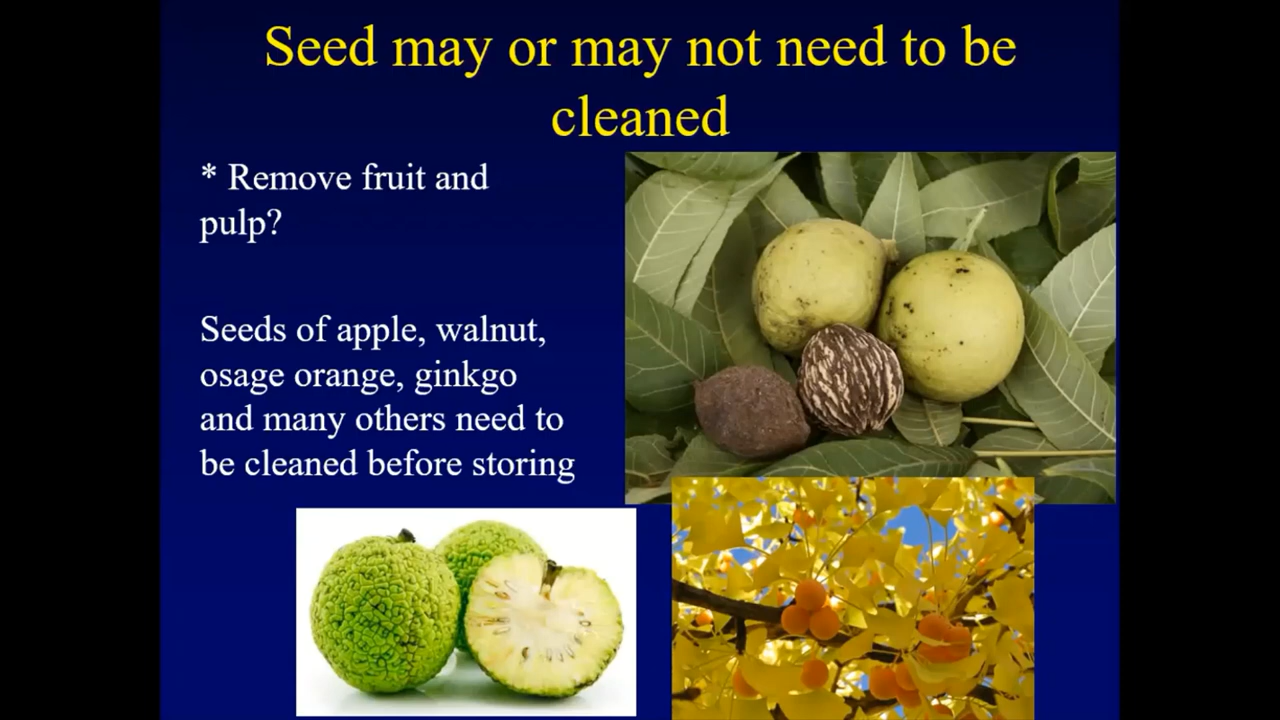 Seed may or may not need to be
cleaned
* Remove fruit and
pulp?
Seeds of apple, walnut,
osage orange, ginkgo
and many others need to
be cleaned before storing